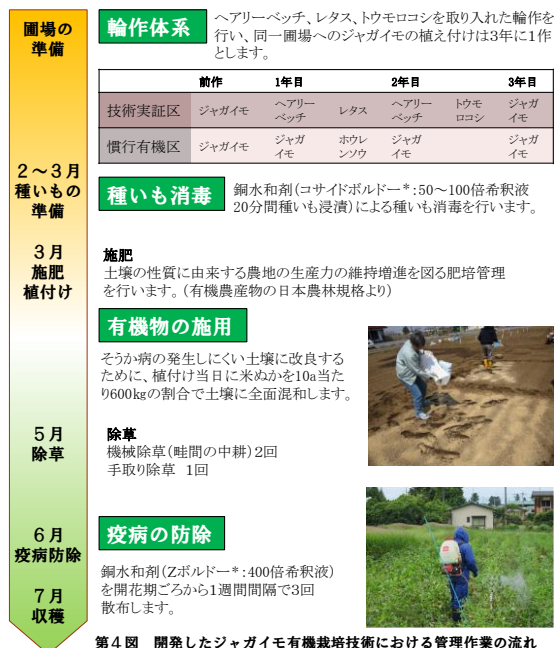 圃場の
準備
輪作体系
ヘアリーベッチ、レタス、トウモロコシを取り入れた輪作を
行い、同一圃場へのジャガイモの植え付けは3年に1作
とします。
前作 1年目 2年目 3年目
技術実証区 ジャガイモ ヘアリーベッチ レタス ヘアリーベッチ トウモロコシ ジャガイモ
慣行有機区 ジャガイモ ジャガイモ ホウレンソウ ジャガイモ ジャガイモ
2～3月
種いもの
準備
種いも消毒
銅水和剤(コサイドボルドー*:50～100倍希釈液
20分間種いも浸漬)による種いも消毒を行います。
3月
施肥
植付け
施肥
土壌の性質に由来する農地の生産力の維持増進を図る肥培管理
を行います。(有機農産物の日本農林規格より)
有機物の施用
そうか病の発生しにくい土壌に改良する
ために、植付け当日に米ぬかを10a当た
り600kgの割合で土壌に全面混和します。
5月
除草
除草
機械除草(畦間の中耕)2回
手取り除草 1回
6月
疫病防除
疫病の防除
銅水和剤(Zボルドー*:400倍希釈液)
を開花期ごろから1週間間隔で3回
散布します。
7月
収穫
第4図 開発したジャガイモ有機栽培技術における管理作業の流れ